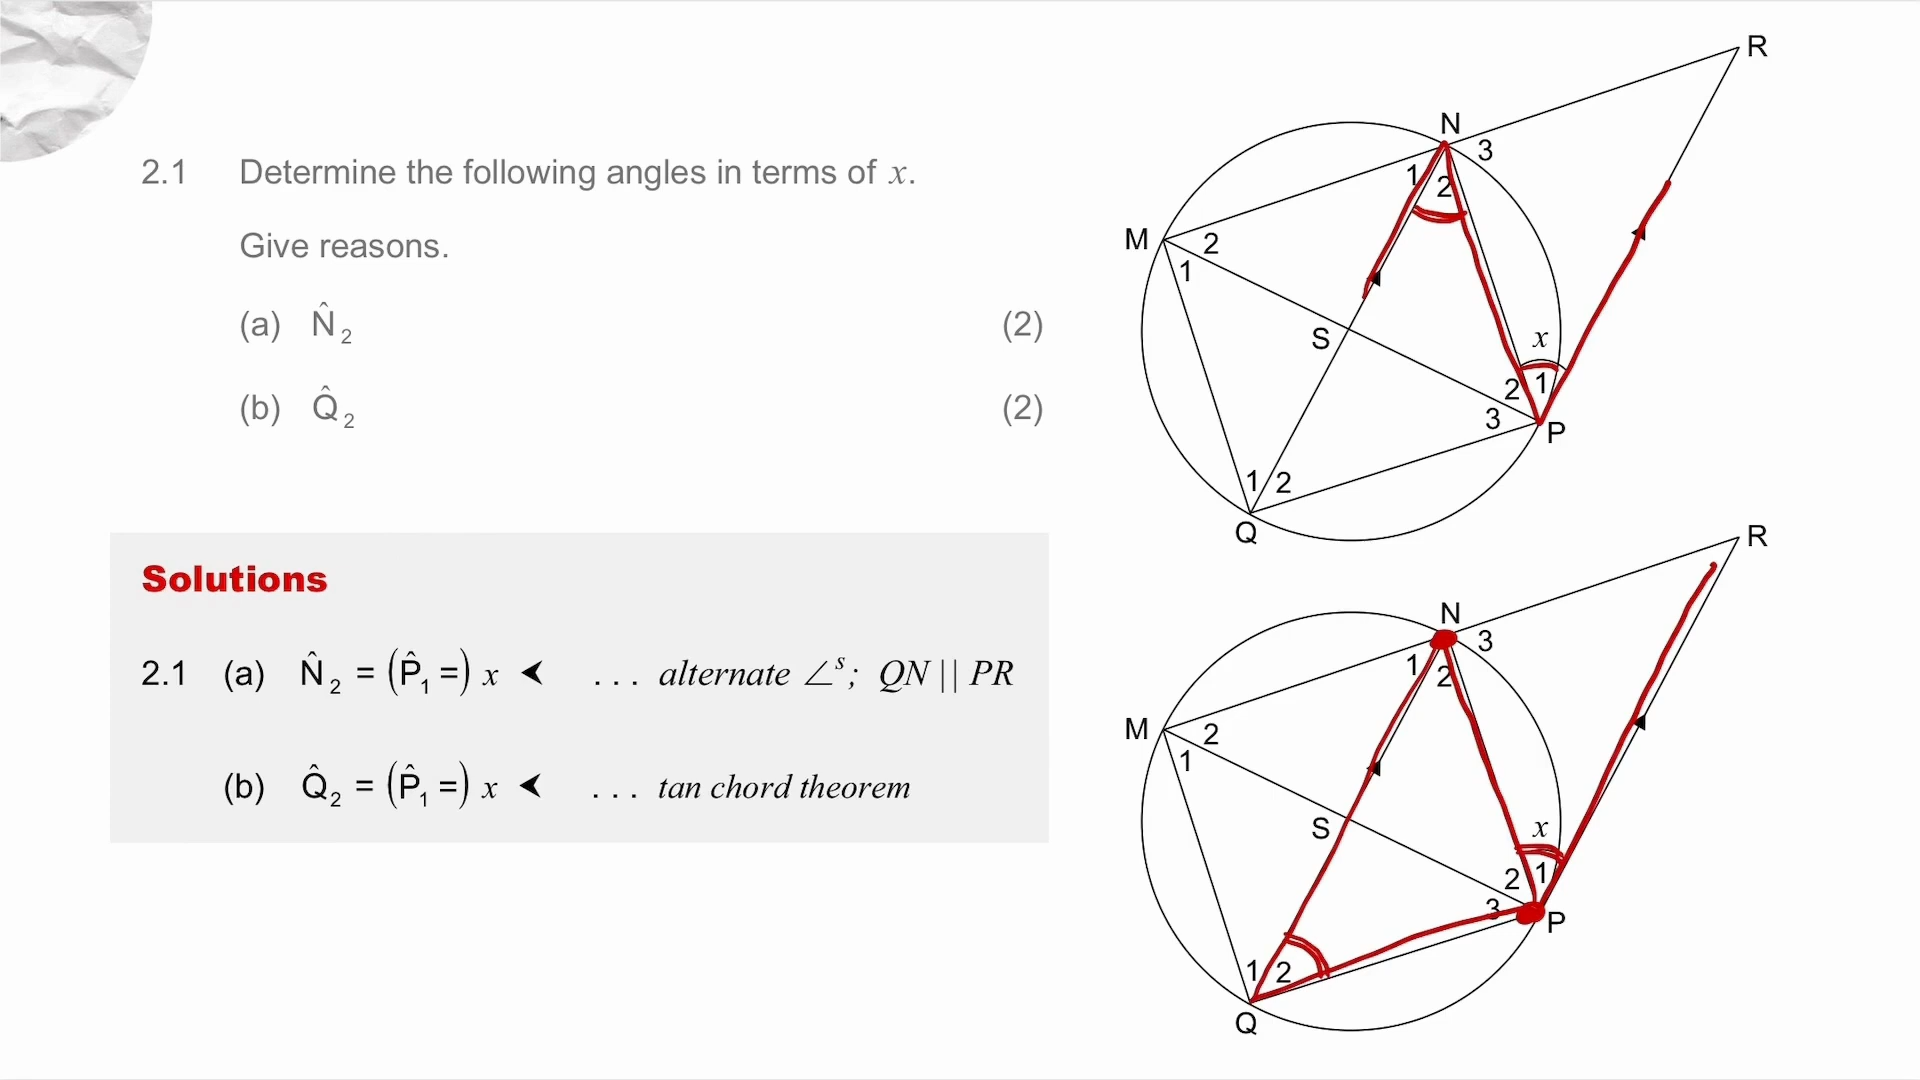 2.1 Determine the following angles in terms of x.
Give reasons.
(a) N̂₂ (2)
(b) Q̂₂ (2)
Solutions
2.1 (a) N̂₂ = (P̂₁ =) x ⮜ ... alternate ∠ˢ; QN || PR
(b) Q̂₂ = (P̂₁ =) x ⮜ ... tan chord theorem
R
N
3
1
2
M
2
1
S
x
2
1
3
P
1
2
Q
R
N
3
1
2
M
2
1
S
x
2
1
3
P
1
2
Q